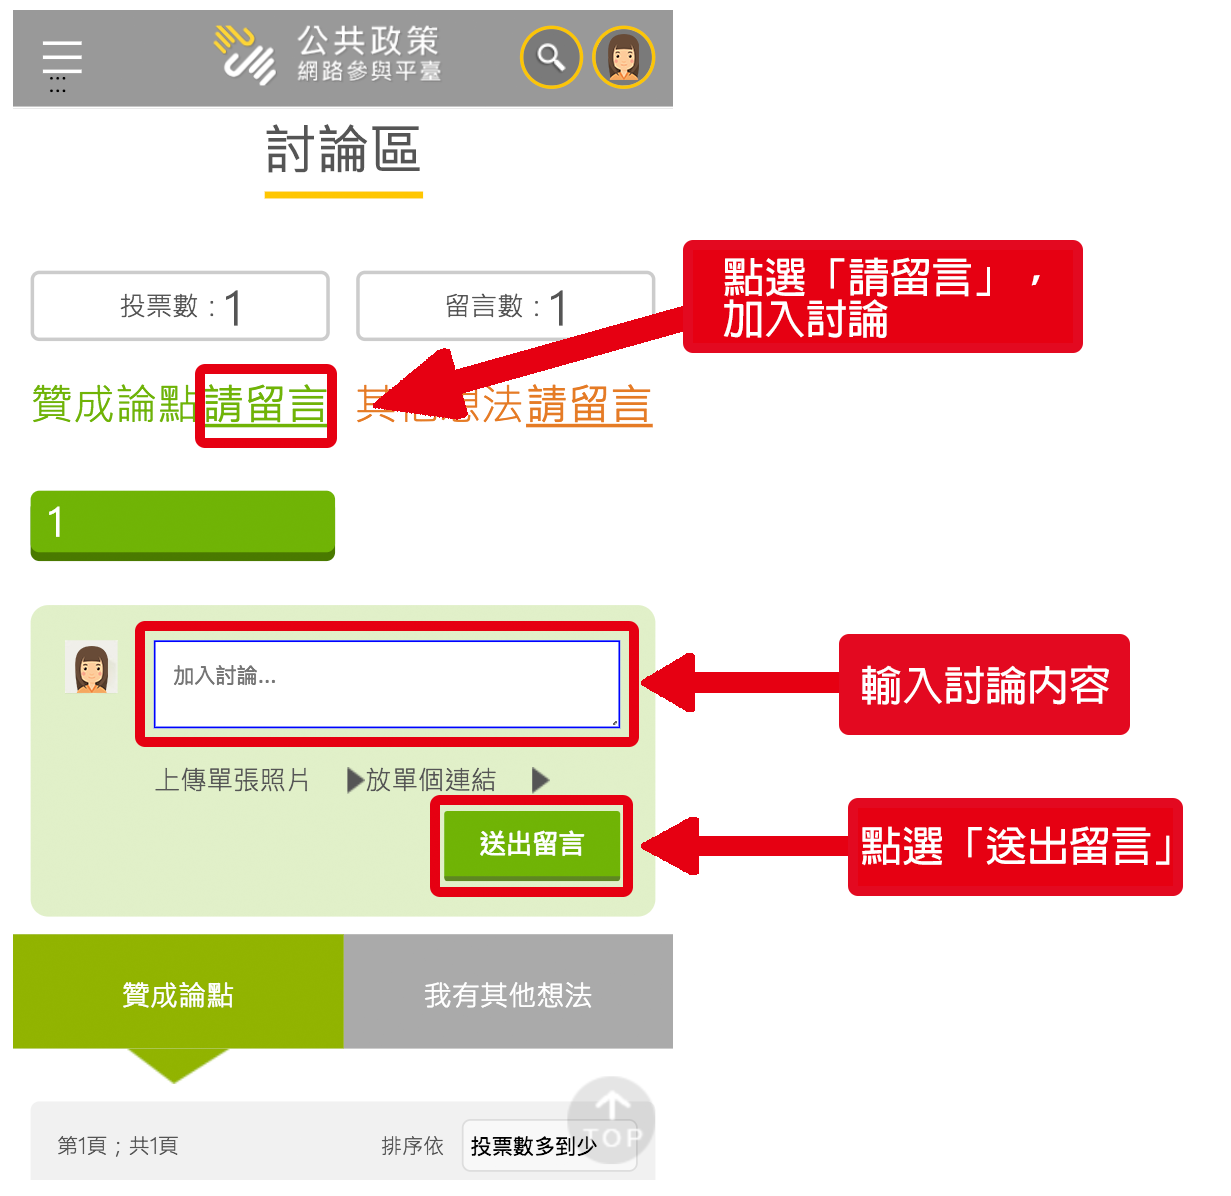 公共政策
網路參與平臺
討論區
投票數：1
留言數：1
點選「請留言」，
加入討論
贊成論點請留言
其他想法請留言
1
加入討論...
輸入討論內容
上傳單張照片
放單個連結
送出留言
點選「送出留言」
贊成論點
我有其他想法
第1頁；共1頁
排序依
投票數多到少
TOP